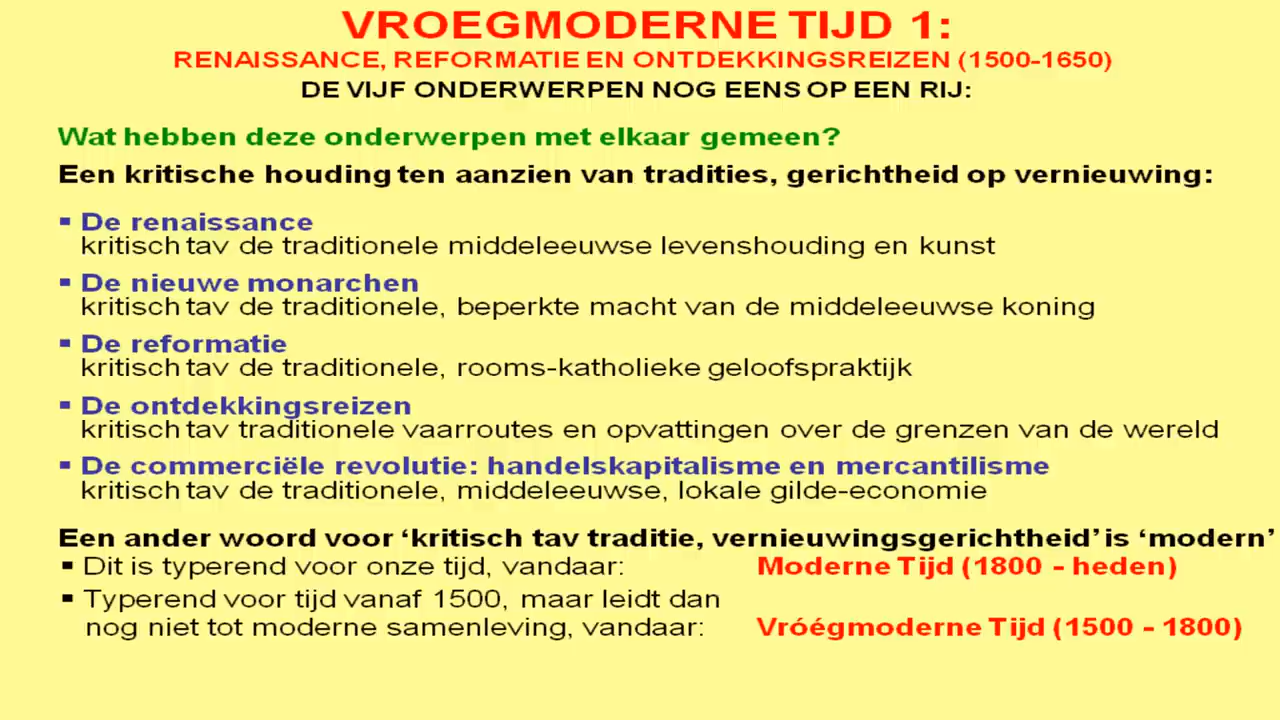 VROEGMODERNE TIJD 1:
RENAISSANCE, REFORMATIE EN ONTDEKKINGSREIZEN (1500-1650)
DE VIJF ONDERWERPEN NOG EENS OP EEN RIJ:
Wat hebben deze onderwerpen met elkaar gemeen?
Een kritische houding ten aanzien van tradities, gerichtheid op vernieuwing:
▪ De renaissance
kritisch tav de traditionele middeleeuwse levenshouding en kunst
▪ De nieuwe monarchen
kritisch tav de traditionele, beperkte macht van de middeleeuwse koning
▪ De reformatie
kritisch tav de traditionele, rooms-katholieke geloofspraktijk
▪ De ontdekkingsreizen
kritisch tav traditionele vaarroutes en opvattingen over de grenzen van de wereld
▪ De commerciële revolutie: handelskapitalisme en mercantilisme
kritisch tav de traditionele, middeleeuwse, lokale gilde-economie
Een ander woord voor ‘kritisch tav traditie, vernieuwingsgerichtheid’ is ‘modern’
▪ Dit is typerend voor onze tijd, vandaar: Moderne Tijd (1800 - heden)
▪ Typerend voor tijd vanaf 1500, maar leidt dan
nog niet tot moderne samenleving, vandaar: Vróégmoderne Tijd (1500 - 1800)